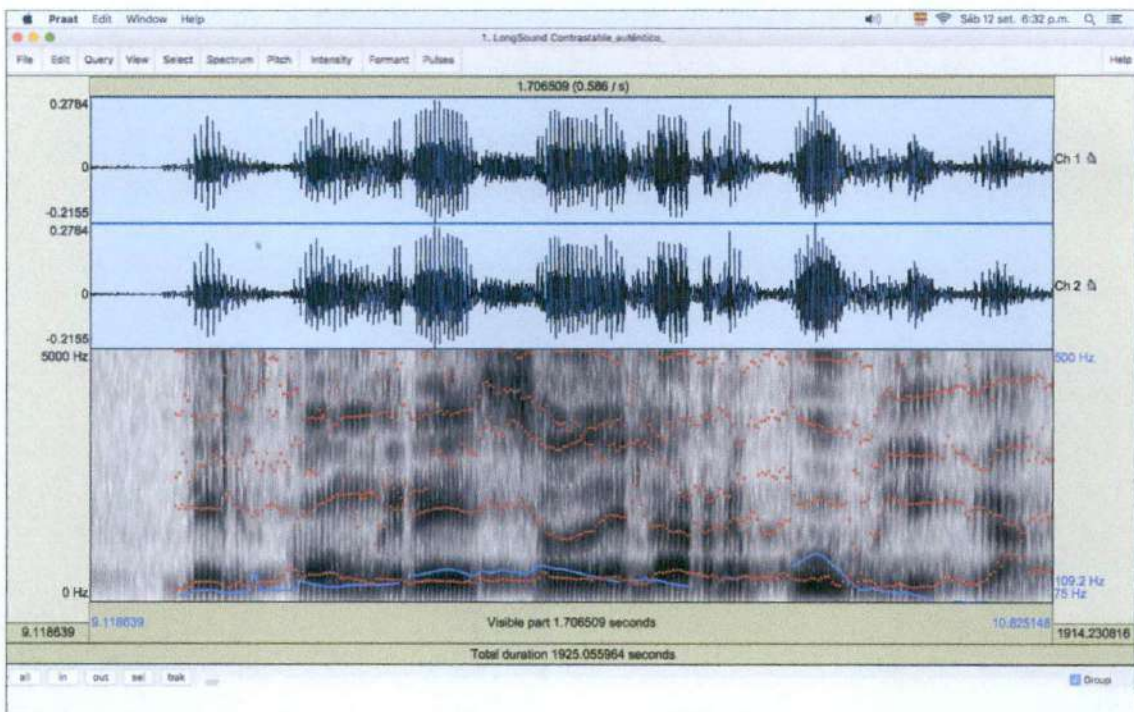 Praat Edit Window Help Sáb 12 set. 6:32 p.m.
1. LongSound Contrastable_auténtico_
File Edit Query View Select Spectrum Pitch Intensity Formant Pulses Help
1.706509 (0.586 / s)
0.2784
0
-0.2155
Ch 1
0.2784
0
-0.2155
Ch 2
5000 Hz
500 Hz
0 Hz
109.2 Hz
75 Hz
9.118639
9.118639 Visible part 1.706509 seconds 10.825148
1914.230816
Total duration 1925.055964 seconds
all in out sel bak Group